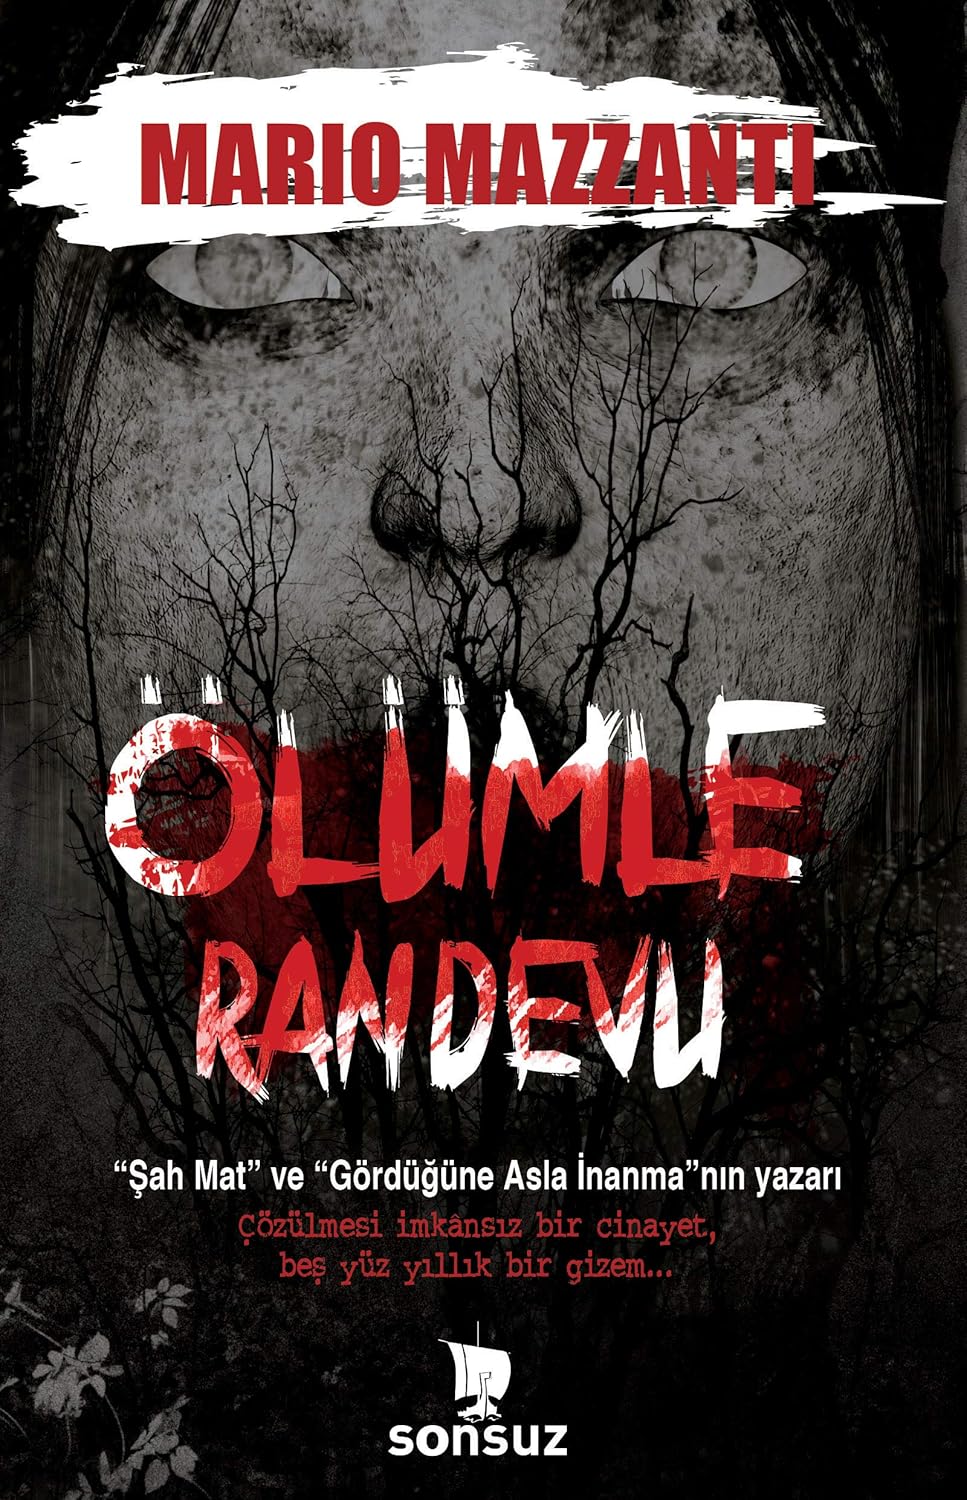 MARIO MAZZANTI
ÖLÜMLE
RANDEVU
“Şah Mat” ve “Gördüğüne Asla İnanma”nın yazarı
Çözülmesi imkânsız bir cinayet,
beş yüz yıllık bir gizem...
sonsuz